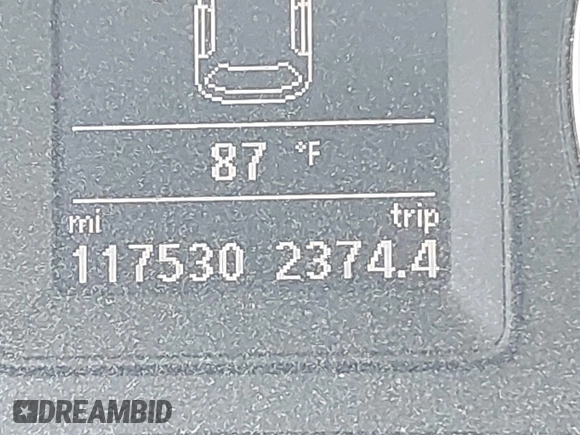 87 °F
mi trip
117530 2374.4
DREAMBID